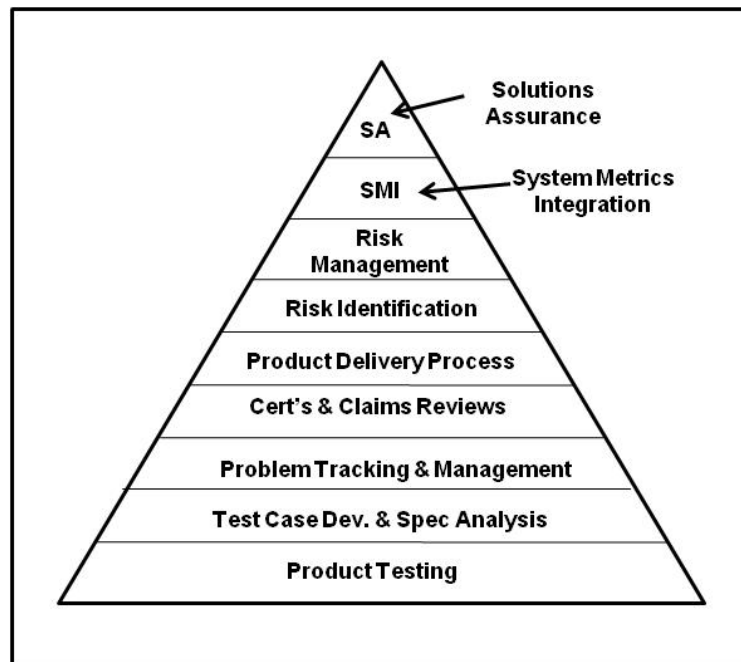 Solutions
Assurance
SA
System Metrics
Integration
SMI
Risk
Management
Risk Identification
Product Delivery Process
Cert's & Claims Reviews
Problem Tracking & Management
Test Case Dev. & Spec Analysis
Product Testing